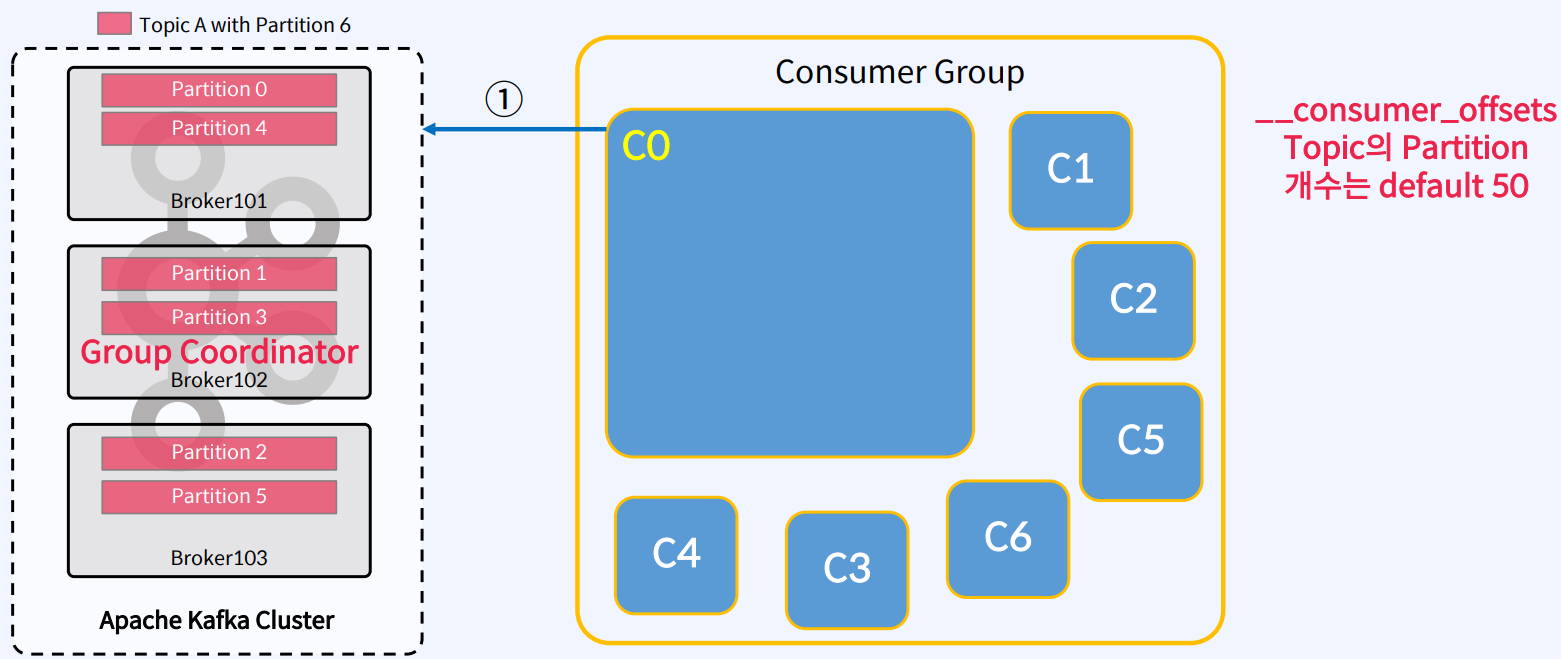 Topic A with Partition 6
Partition 0
Partition 4
Broker101
Partition 1
Partition 3
Group Coordinator
Broker102
Partition 2
Partition 5
Broker103
Apache Kafka Cluster
①
Consumer Group
C0
C1
C2
C5
C6
C3
C4
__consumer_offsets
Topic의 Partition
개수는 default 50